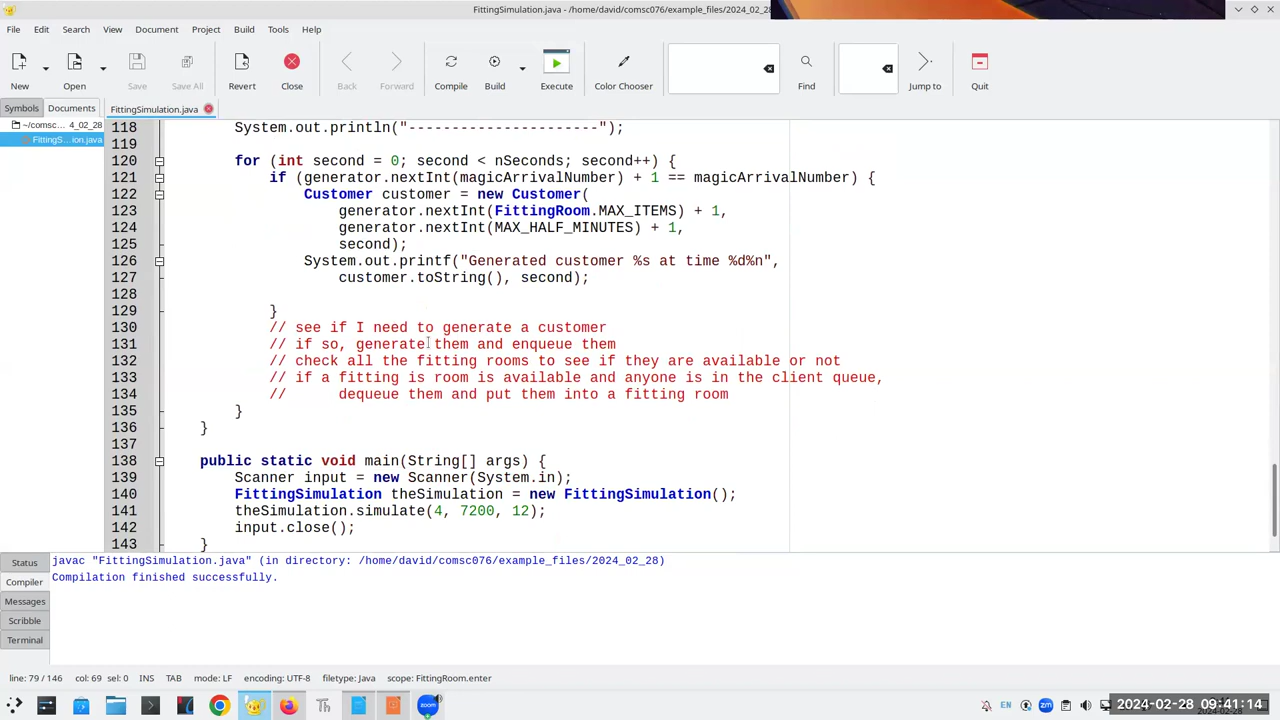 FittingSimulation.java - /home/david/comsc076/example_files/2024_02_2
File Edit Search View Document Project Build Tools Help
New Open Save Save All Revert Close Back Forward Compile Build Execute Color Chooser Find Jump to Quit
Symbols Documents FittingSimulation.java
~/comsc... 4_02_28
FittingS...ion.java
118 System.out.println("----------------------");
119
120 for (int second = 0; second < nSeconds; second++) {
121 if (generator.nextInt(magicArrivalNumber) + 1 == magicArrivalNumber) {
122 Customer customer = new Customer(
123 generator.nextInt(FittingRoom.MAX_ITEMS) + 1,
124 generator.nextInt(MAX_HALF_MINUTES) + 1,
125 second);
126 System.out.printf("Generated customer %s at time %d%n",
127 customer.toString(), second);
128
129 }
130 // see if I need to generate a customer
131 // if so, generate them and enqueue them
132 // check all the fitting rooms to see if they are available or not
133 // if a fitting is room is available and anyone is in the client queue,
134 // dequeue them and put them into a fitting room
135 }
136 }
137
138 public static void main(String[] args) {
139 Scanner input = new Scanner(System.in);
140 FittingSimulation theSimulation = new FittingSimulation();
141 theSimulation.simulate(4, 7200, 12);
142 input.close();
143 }
Status
Compiler
Messages
Scribble
Terminal
javac "FittingSimulation.java" (in directory: /home/david/comsc076/example_files/2024_02_28)
Compilation finished successfully.
line: 79 / 146 col: 69 sel: 0 INS TAB mode: LF encoding: UTF-8 filetype: Java scope: FittingRoom.enter
Th zoom EN zm 2024-02-28 09:41:14